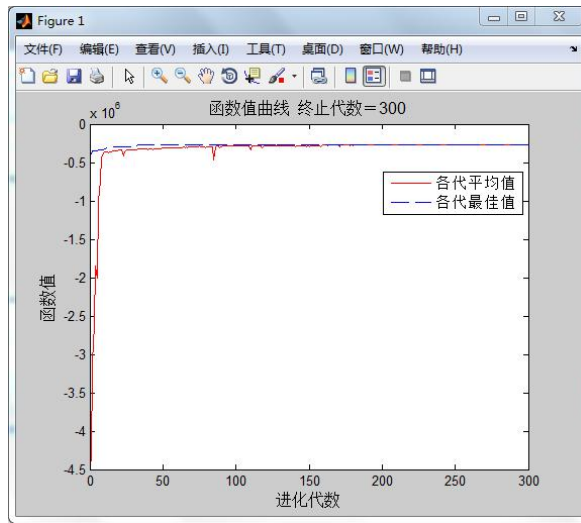 Figure 1
文件(F) 编辑(E) 查看(V) 插入(I) 工具(T) 桌面(D) 窗口(W) 帮助(H)
x 10^6
函数值曲线 终止代数=300
0
-0.5
-1
-1.5
-2
-2.5
-3
-3.5
-4
-4.5
函数值
各代平均值
各代最佳值
0 50 100 150 200 250 300
进化代数